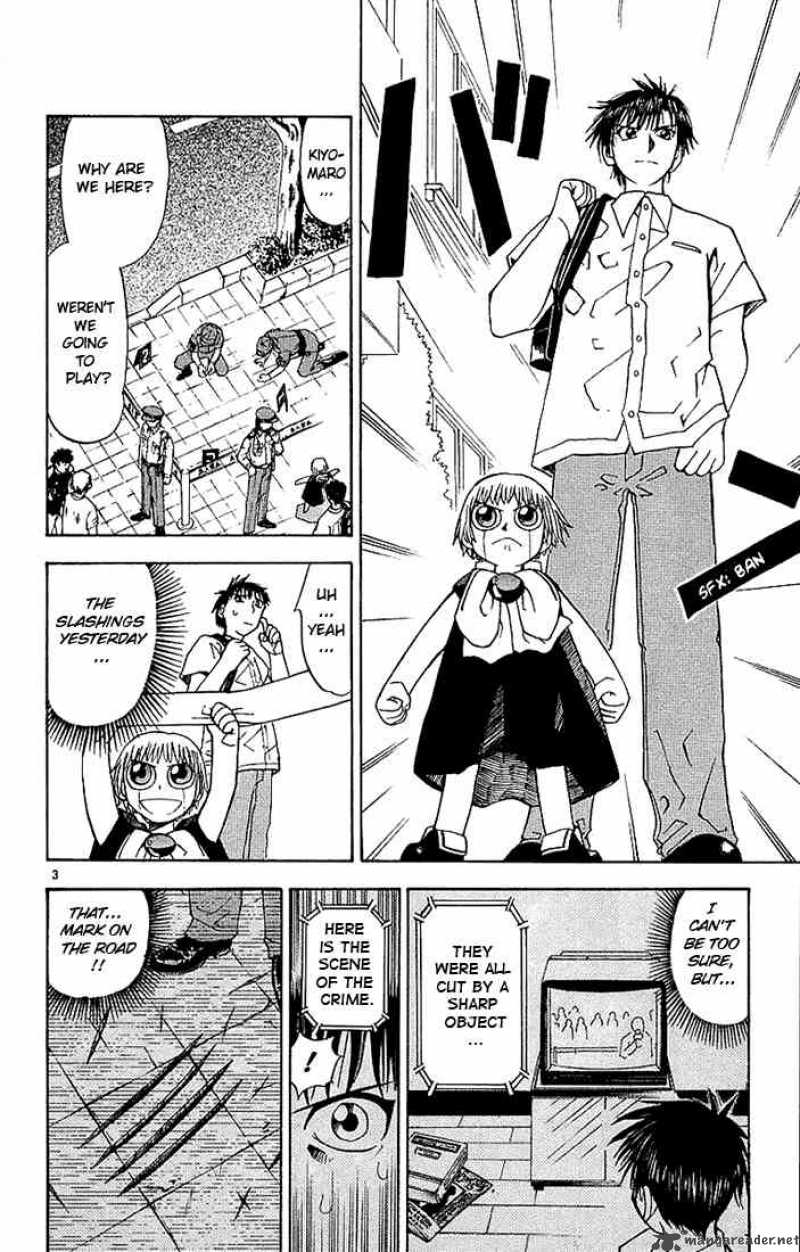 バン
SFX: BAN
KIYO-
MARO
...
WHY ARE
WE HERE?
WEREN'T
WE
GOING
TO
PLAY?
UH
...
YEAH
THE
SLASHINGS
YESTERDAY
...
3
I
CAN'T
BE TOO
SURE,
BUT...
THEY
WERE ALL
CUT BY A
SHARP
OBJECT
...
HERE
IS THE
SCENE
OF THE
CRIME.
!
THAT...
MARK ON
THE ROAD
!!
mangareader.net